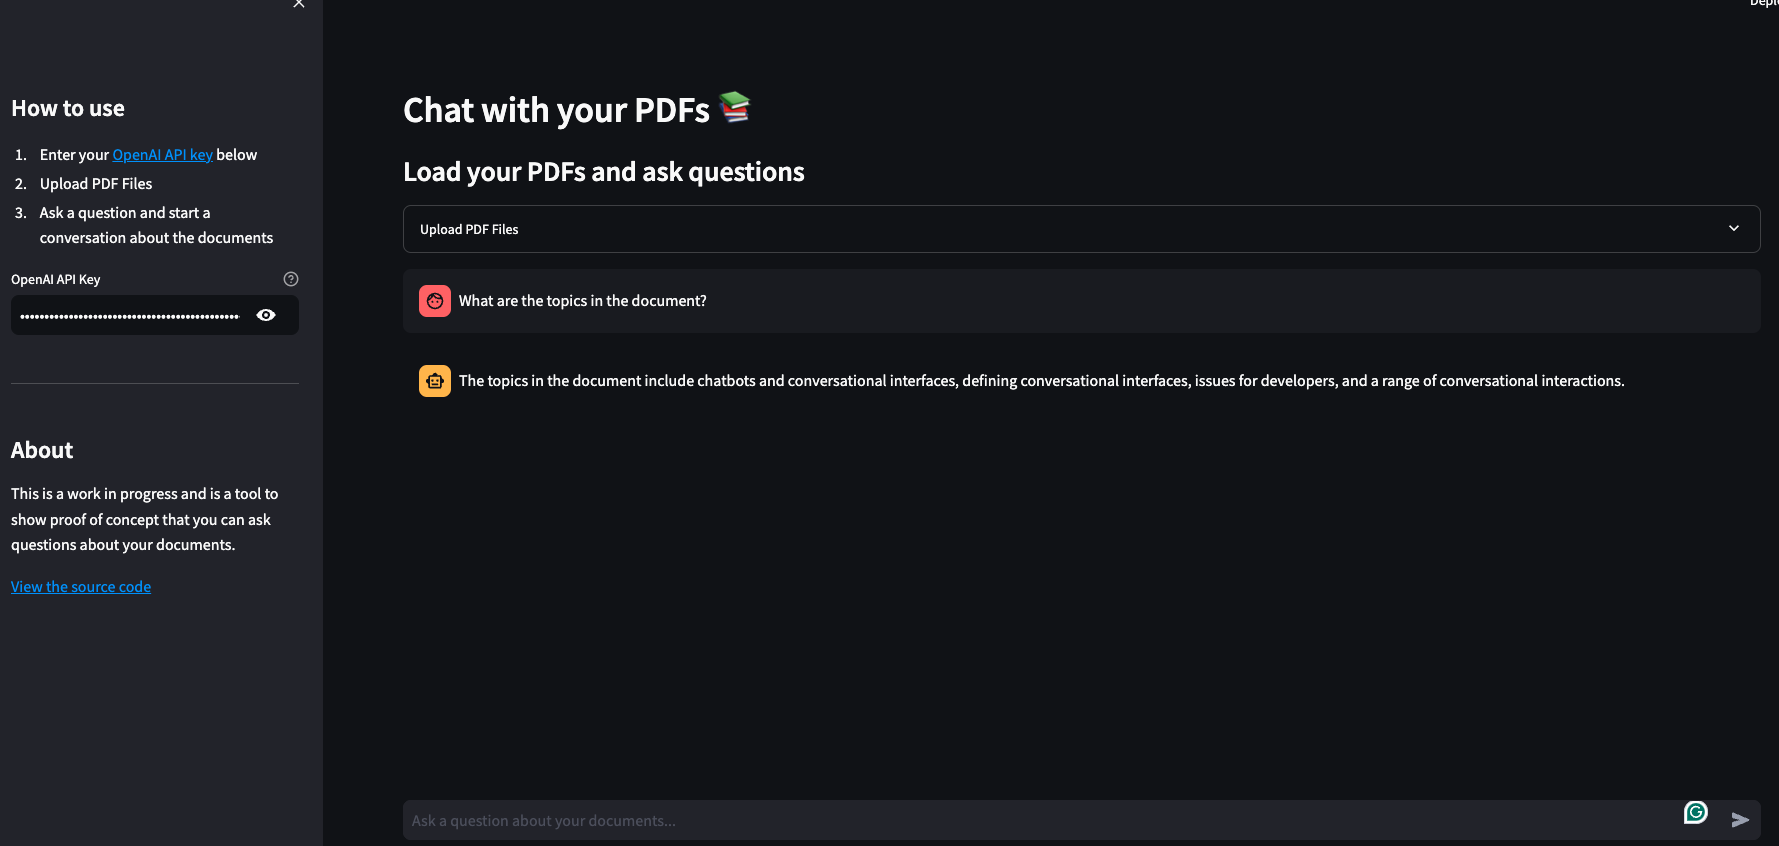 Deplo
How to use
1. Enter your OpenAI API key below
2. Upload PDF Files
3. Ask a question and start a
conversation about the documents
OpenAI API Key
About
This is a work in progress and is a tool to
show proof of concept that you can ask
questions about your documents.
View the source code
Chat with your PDFs
Load your PDFs and ask questions
Upload PDF Files
What are the topics in the document?
The topics in the document include chatbots and conversational interfaces, defining conversational interfaces, issues for developers, and a range of conversational interactions.
Ask a question about your documents...